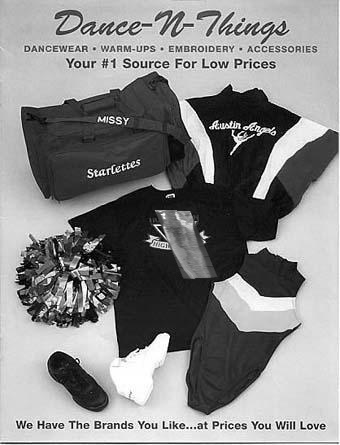 Dance-N-Things
DANCEWEAR • WARM-UPS • EMBROIDERY • ACCESSORIES
Your #1 Source For Low Prices
MISSY
Starlettes
Austin Angels
HIGH
We Have The Brands You Like...at Prices You Will Love